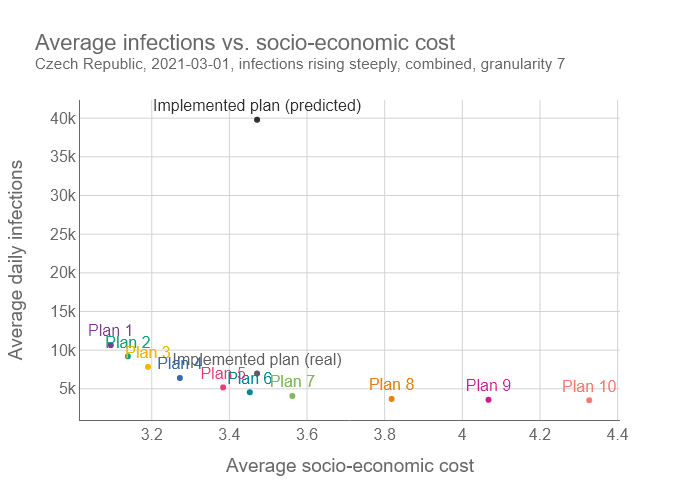 Average infections vs. socio-economic cost
Czech Republic, 2021-03-01, infections rising steeply, combined, granularity 7
Implemented plan (predicted)
40k
35k
30k
25k
20k
15k
10k
5k
Average daily infections
Plan 1
Plan 2
Plan 3
Implemented plan (real)
Plan 4
Plan 5
Plan 6
Plan 7
Plan 8
Plan 9
Plan 10
3.2
3.4
3.6
3.8
4
4.2
4.4
Average socio-economic cost